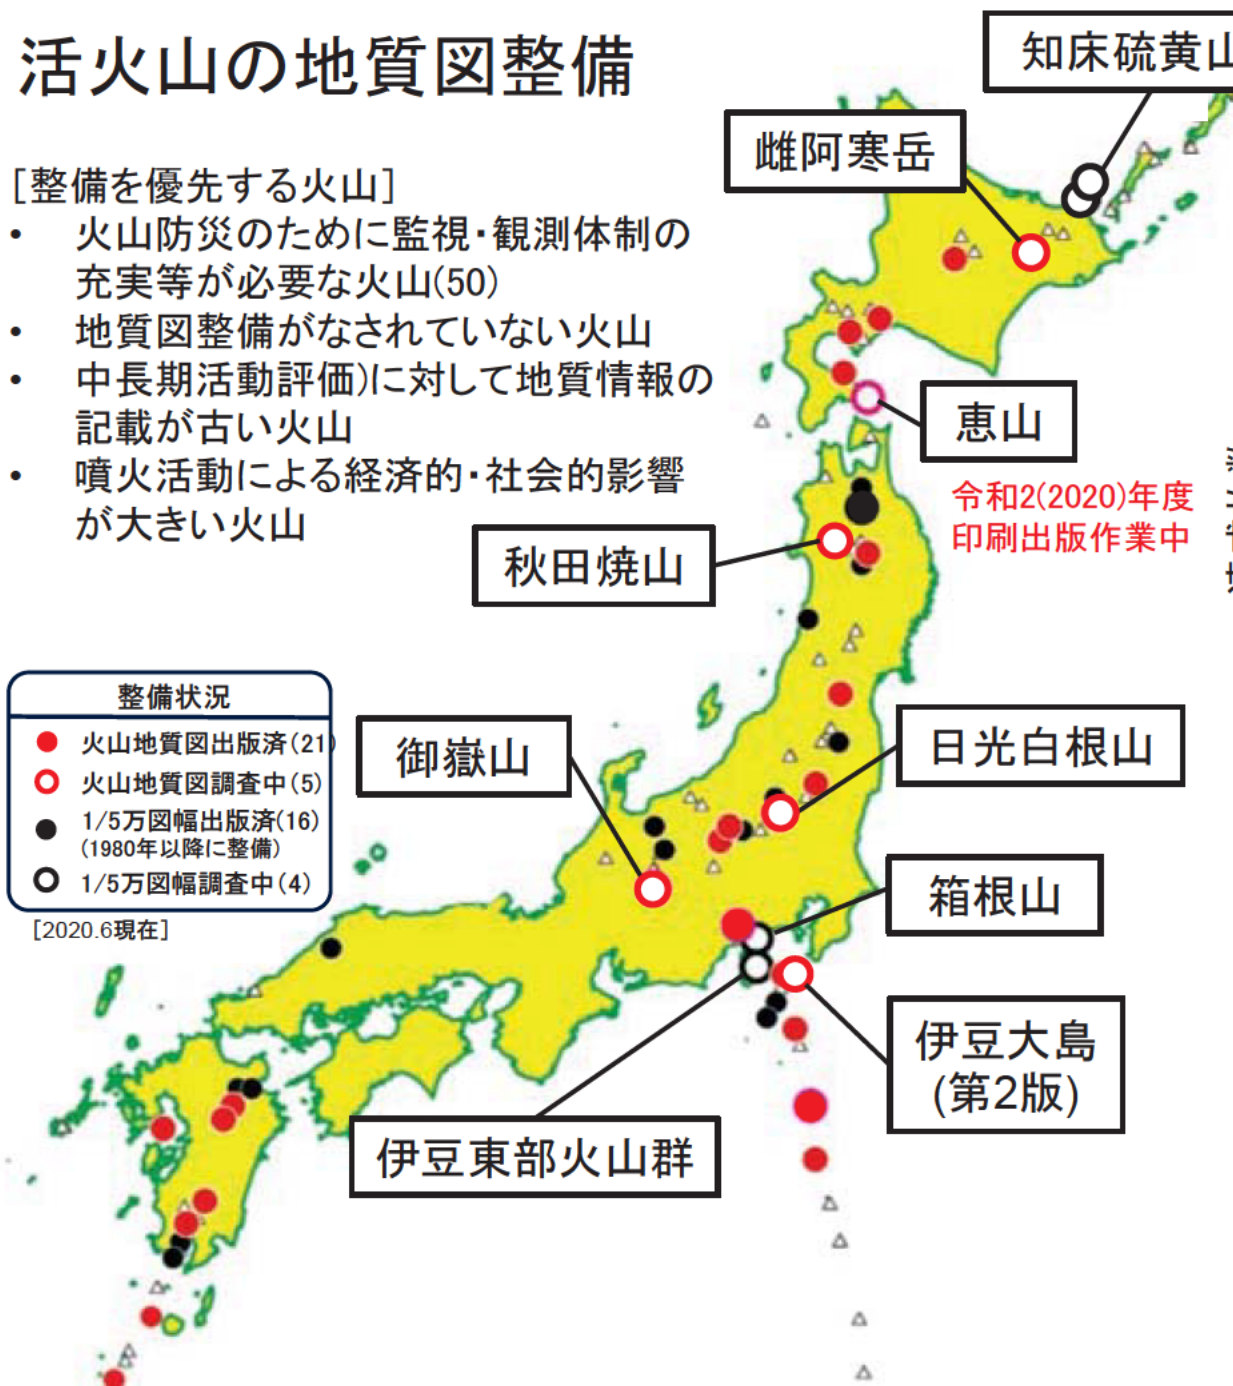 活火山の地質図整備
[整備を優先する火山]
• 火山防災のために監視・観測体制の
充実等が必要な火山(50)
• 地質図整備がなされていない火山
• 中長期活動評価)に対して地質情報の
記載が古い火山
• 噴火活動による経済的・社会的影響
が大きい火山
知床硫黄山
雌阿寒岳
恵山
令和2(2020)年度
印刷出版作業中
秋田焼山
御嶽山
日光白根山
箱根山
伊豆大島
(第2版)
伊豆東部火山群
整備状況
火山地質図出版済(21)
火山地質図調査中(5)
1/5万図幅出版済(16)
(1980年以降に整備)
1/5万図幅調査中(4)
[2020.6現在]